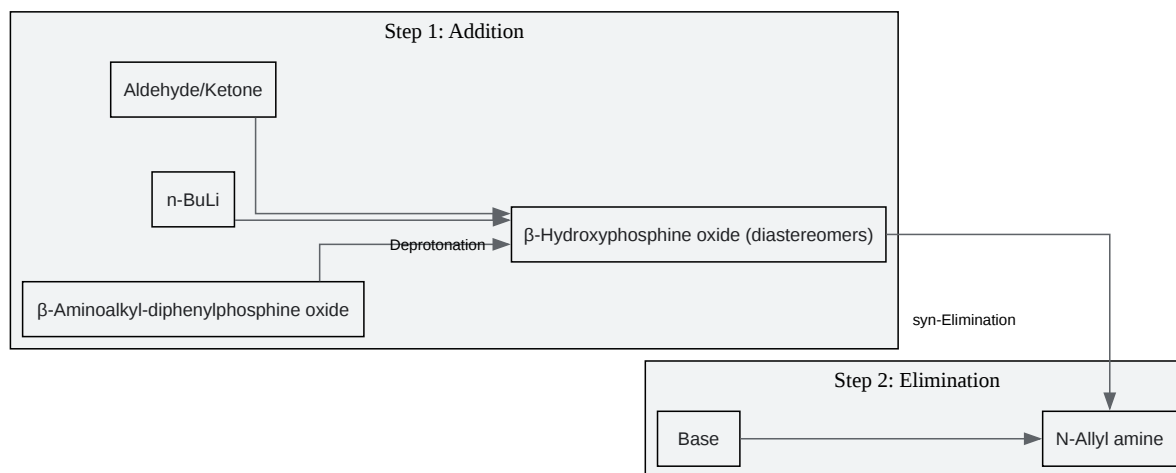 Step 1: Addition
Aldehyde/Ketone
n-BuLi
Deprotonation
β-Hydroxyphosphine oxide (diastereomers)
β-Aminoalkyl-diphenylphosphine oxide
syn-Elimination
Step 2: Elimination
Base
N-Allyl amine